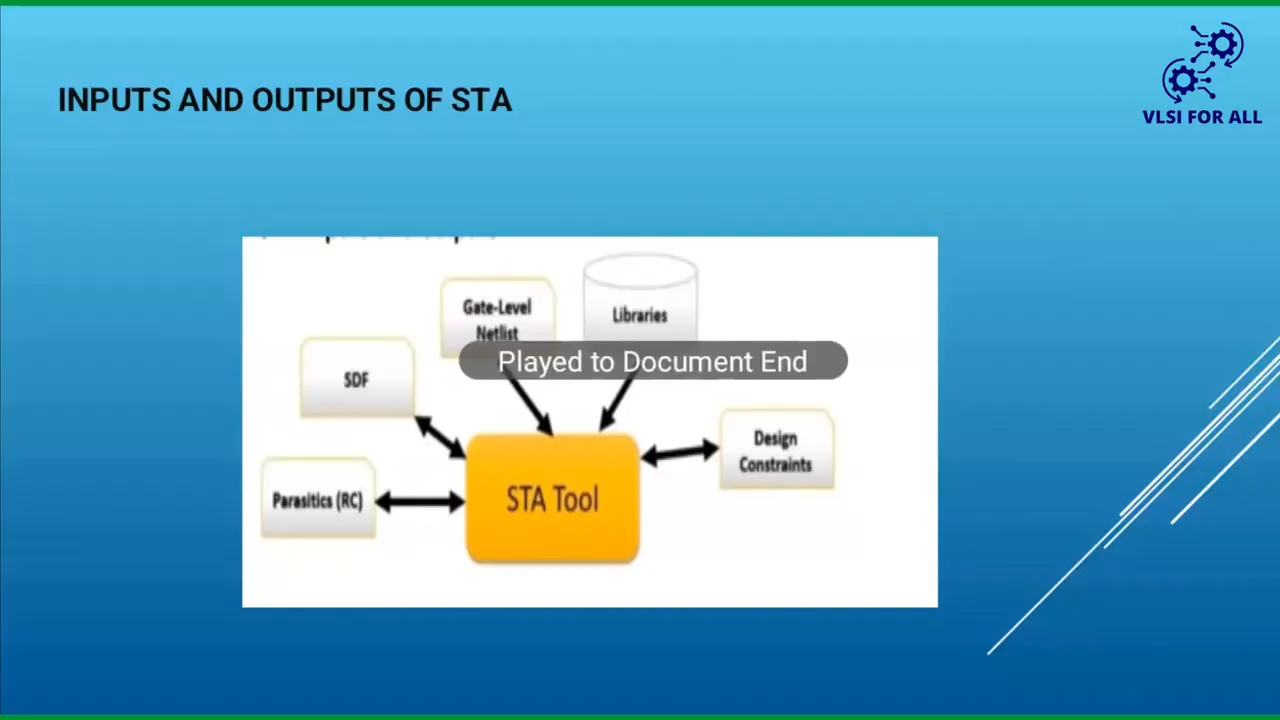 INPUTS AND OUTPUTS OF STA
VLSI FOR ALL
Gate-Level
Netlist
Libraries
Played to Document End
SDF
Design
Constraints
Parasitics (RC)
STA Tool